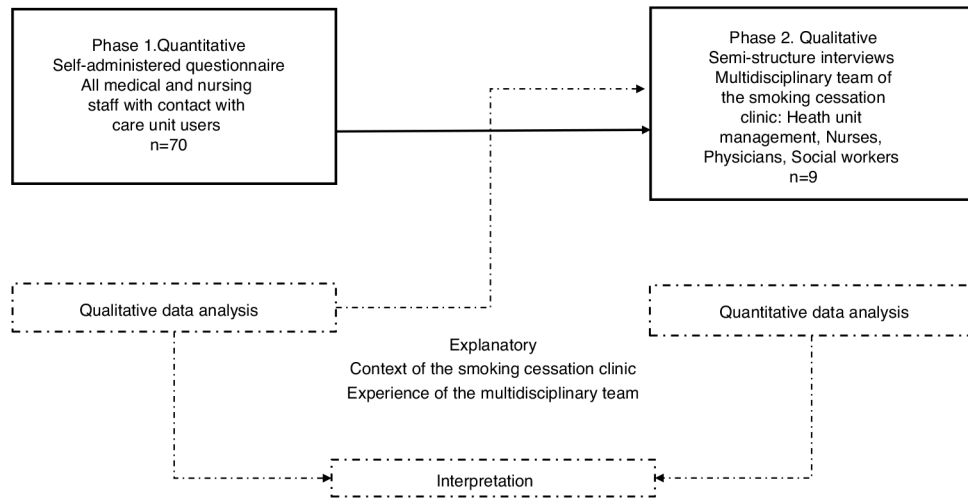 Phase 1.Quantitative
Self-administered questionnaire
All medical and nursing
staff with contact with
care unit users
n=70
Phase 2. Qualitative
Semi-structure interviews
Multidisciplinary team of
the smoking cessation
clinic: Heath unit
management, Nurses,
Physicians, Social workers
n=9
Qualitative data analysis
Quantitative data analysis
Explanatory
Context of the smoking cessation clinic
Experience of the multidisciplinary team
Interpretation